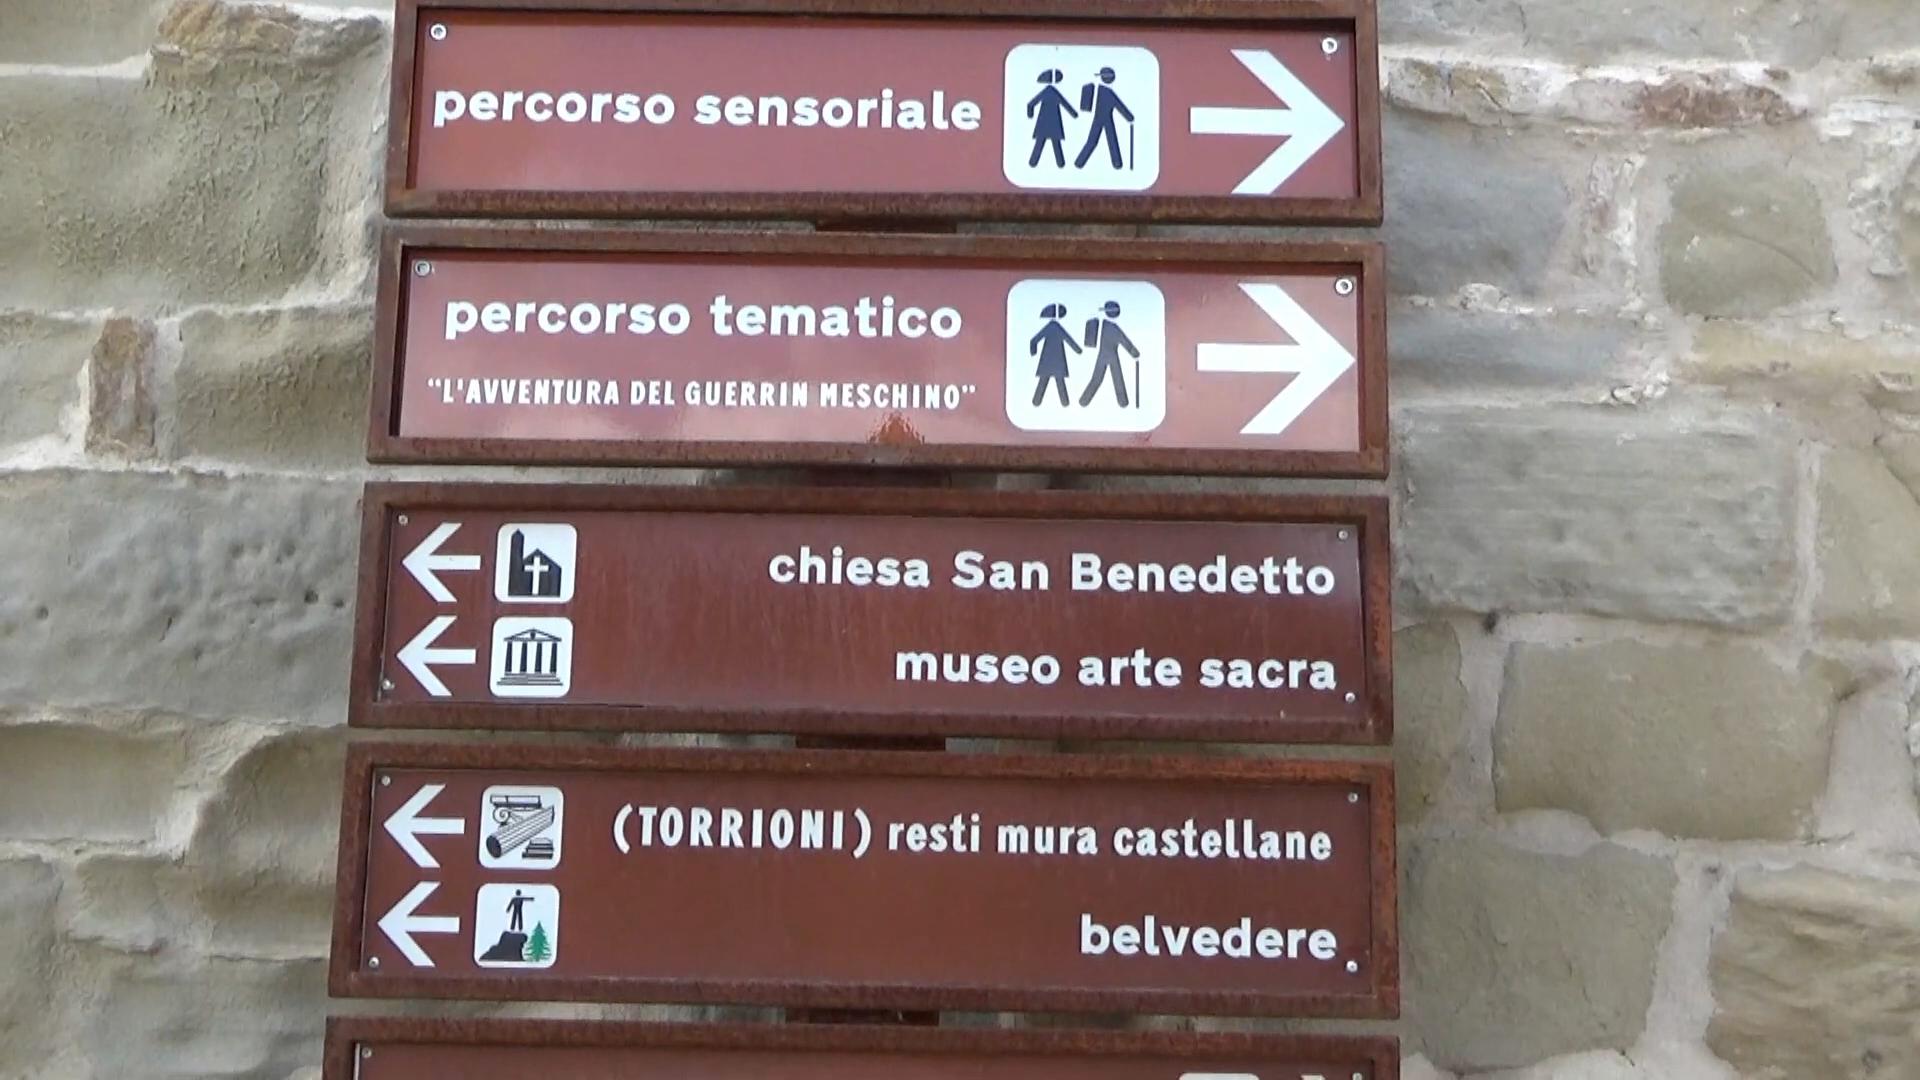 percorso sensoriale
percorso tematico
"L'AVVENTURA DEL GUERRIN MESCHINO"
chiesa San Benedetto
museo arte sacra
(TORRIONI) resti mura castellane
belvedere